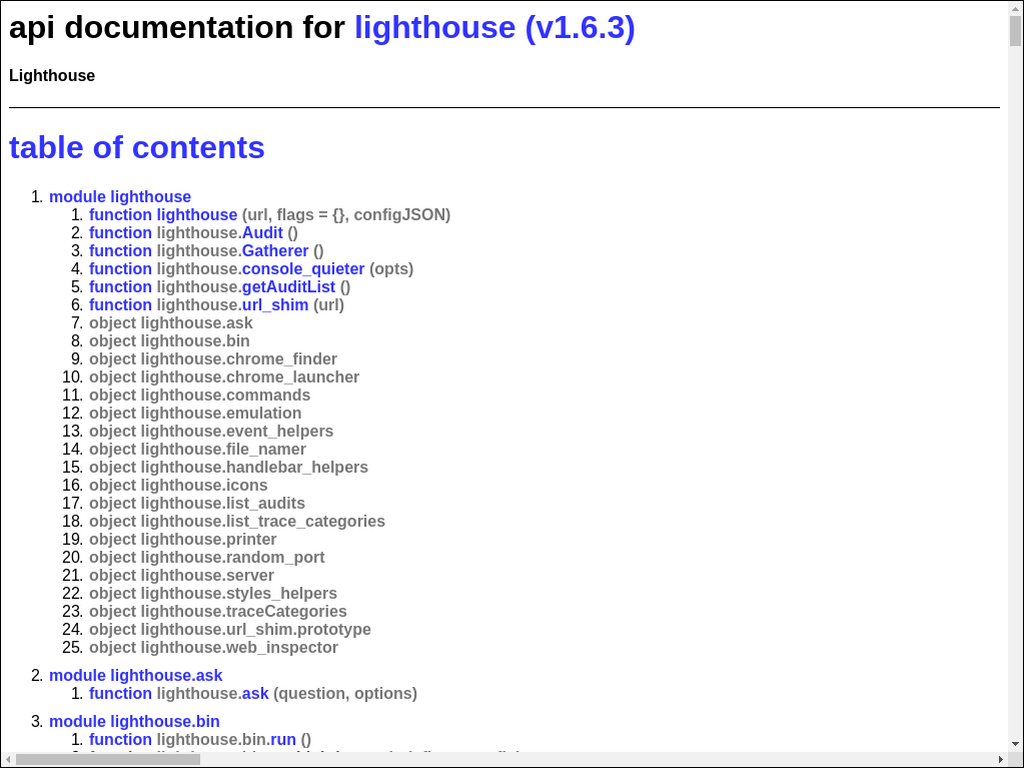 api documentation for lighthouse (v1.6.3)
Lighthouse
table of contents
1. module lighthouse
1. function lighthouse (url, flags = {}, configJSON)
2. function lighthouse.Audit ()
3. function lighthouse.Gatherer ()
4. function lighthouse.console_quieter (opts)
5. function lighthouse.getAuditList ()
6. function lighthouse.url_shim (url)
7. object lighthouse.ask
8. object lighthouse.bin
9. object lighthouse.chrome_finder
10. object lighthouse.chrome_launcher
11. object lighthouse.commands
12. object lighthouse.emulation
13. object lighthouse.event_helpers
14. object lighthouse.file_namer
15. object lighthouse.handlebar_helpers
16. object lighthouse.icons
17. object lighthouse.list_audits
18. object lighthouse.list_trace_categories
19. object lighthouse.printer
20. object lighthouse.random_port
21. object lighthouse.server
22. object lighthouse.styles_helpers
23. object lighthouse.traceCategories
24. object lighthouse.url_shim.prototype
25. object lighthouse.web_inspector
2. module lighthouse.ask
1. function lighthouse.ask (question, options)
3. module lighthouse.bin
1. function lighthouse.bin.run ()